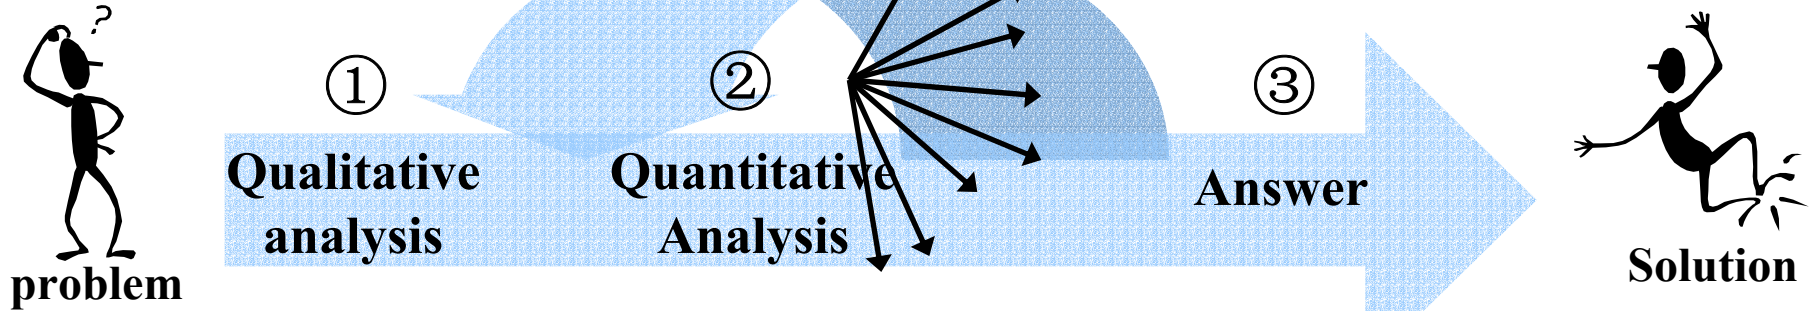 ?
① ② ③
Qualitative
analysis
Quantitative
Analysis
Answer
problem
Solution